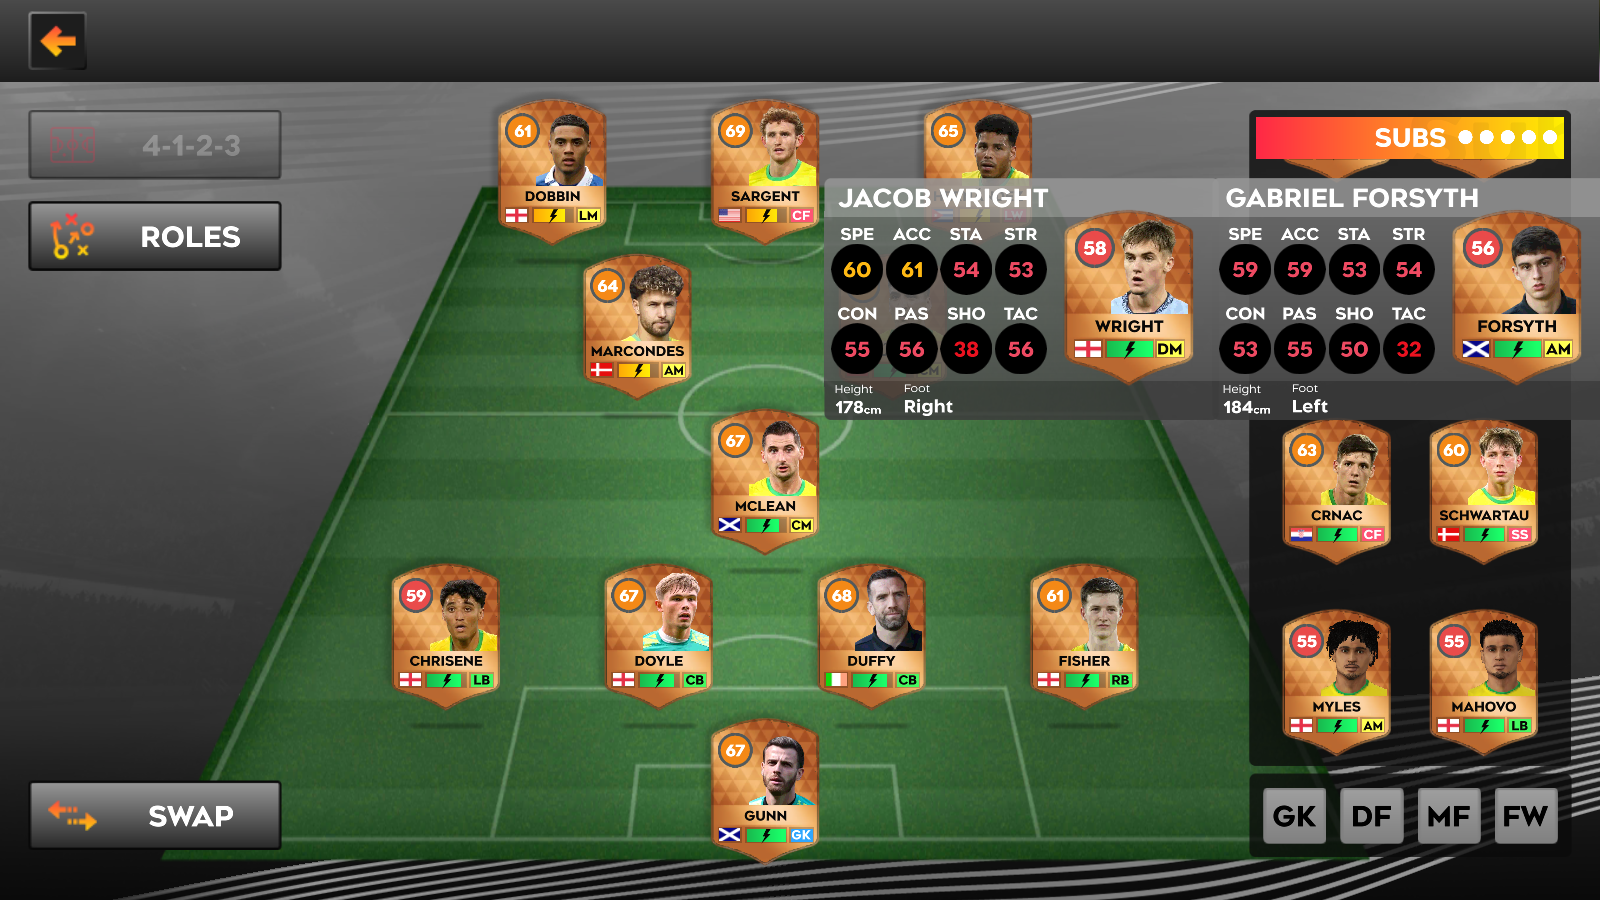 4-1-2-3
ROLES
SWAP
61
DOBBIN
LM
69
SARGENT
CF
65
LW
64
MARCONDES
AM
CM
67
MCLEAN
CM
59
CHRISENE
LB
67
DOYLE
CB
68
DUFFY
CB
61
FISHER
RB
67
GUNN
GK
SUBS
JACOB WRIGHT
SPE ACC STA STR
60 61 54 53
CON PAS SHO TAC
55 56 38 56
Height Foot
178cm Right
58
WRIGHT
DM
GABRIEL FORSYTH
SPE ACC STA STR
59 59 53 54
CON PAS SHO TAC
53 55 50 32
Height Foot
184cm Left
56
FORSYTH
AM
63
CRNAC
CF
60
SCHWARTAU
SS
55
MYLES
AM
55
MAHOVO
LB
GK DF MF FW